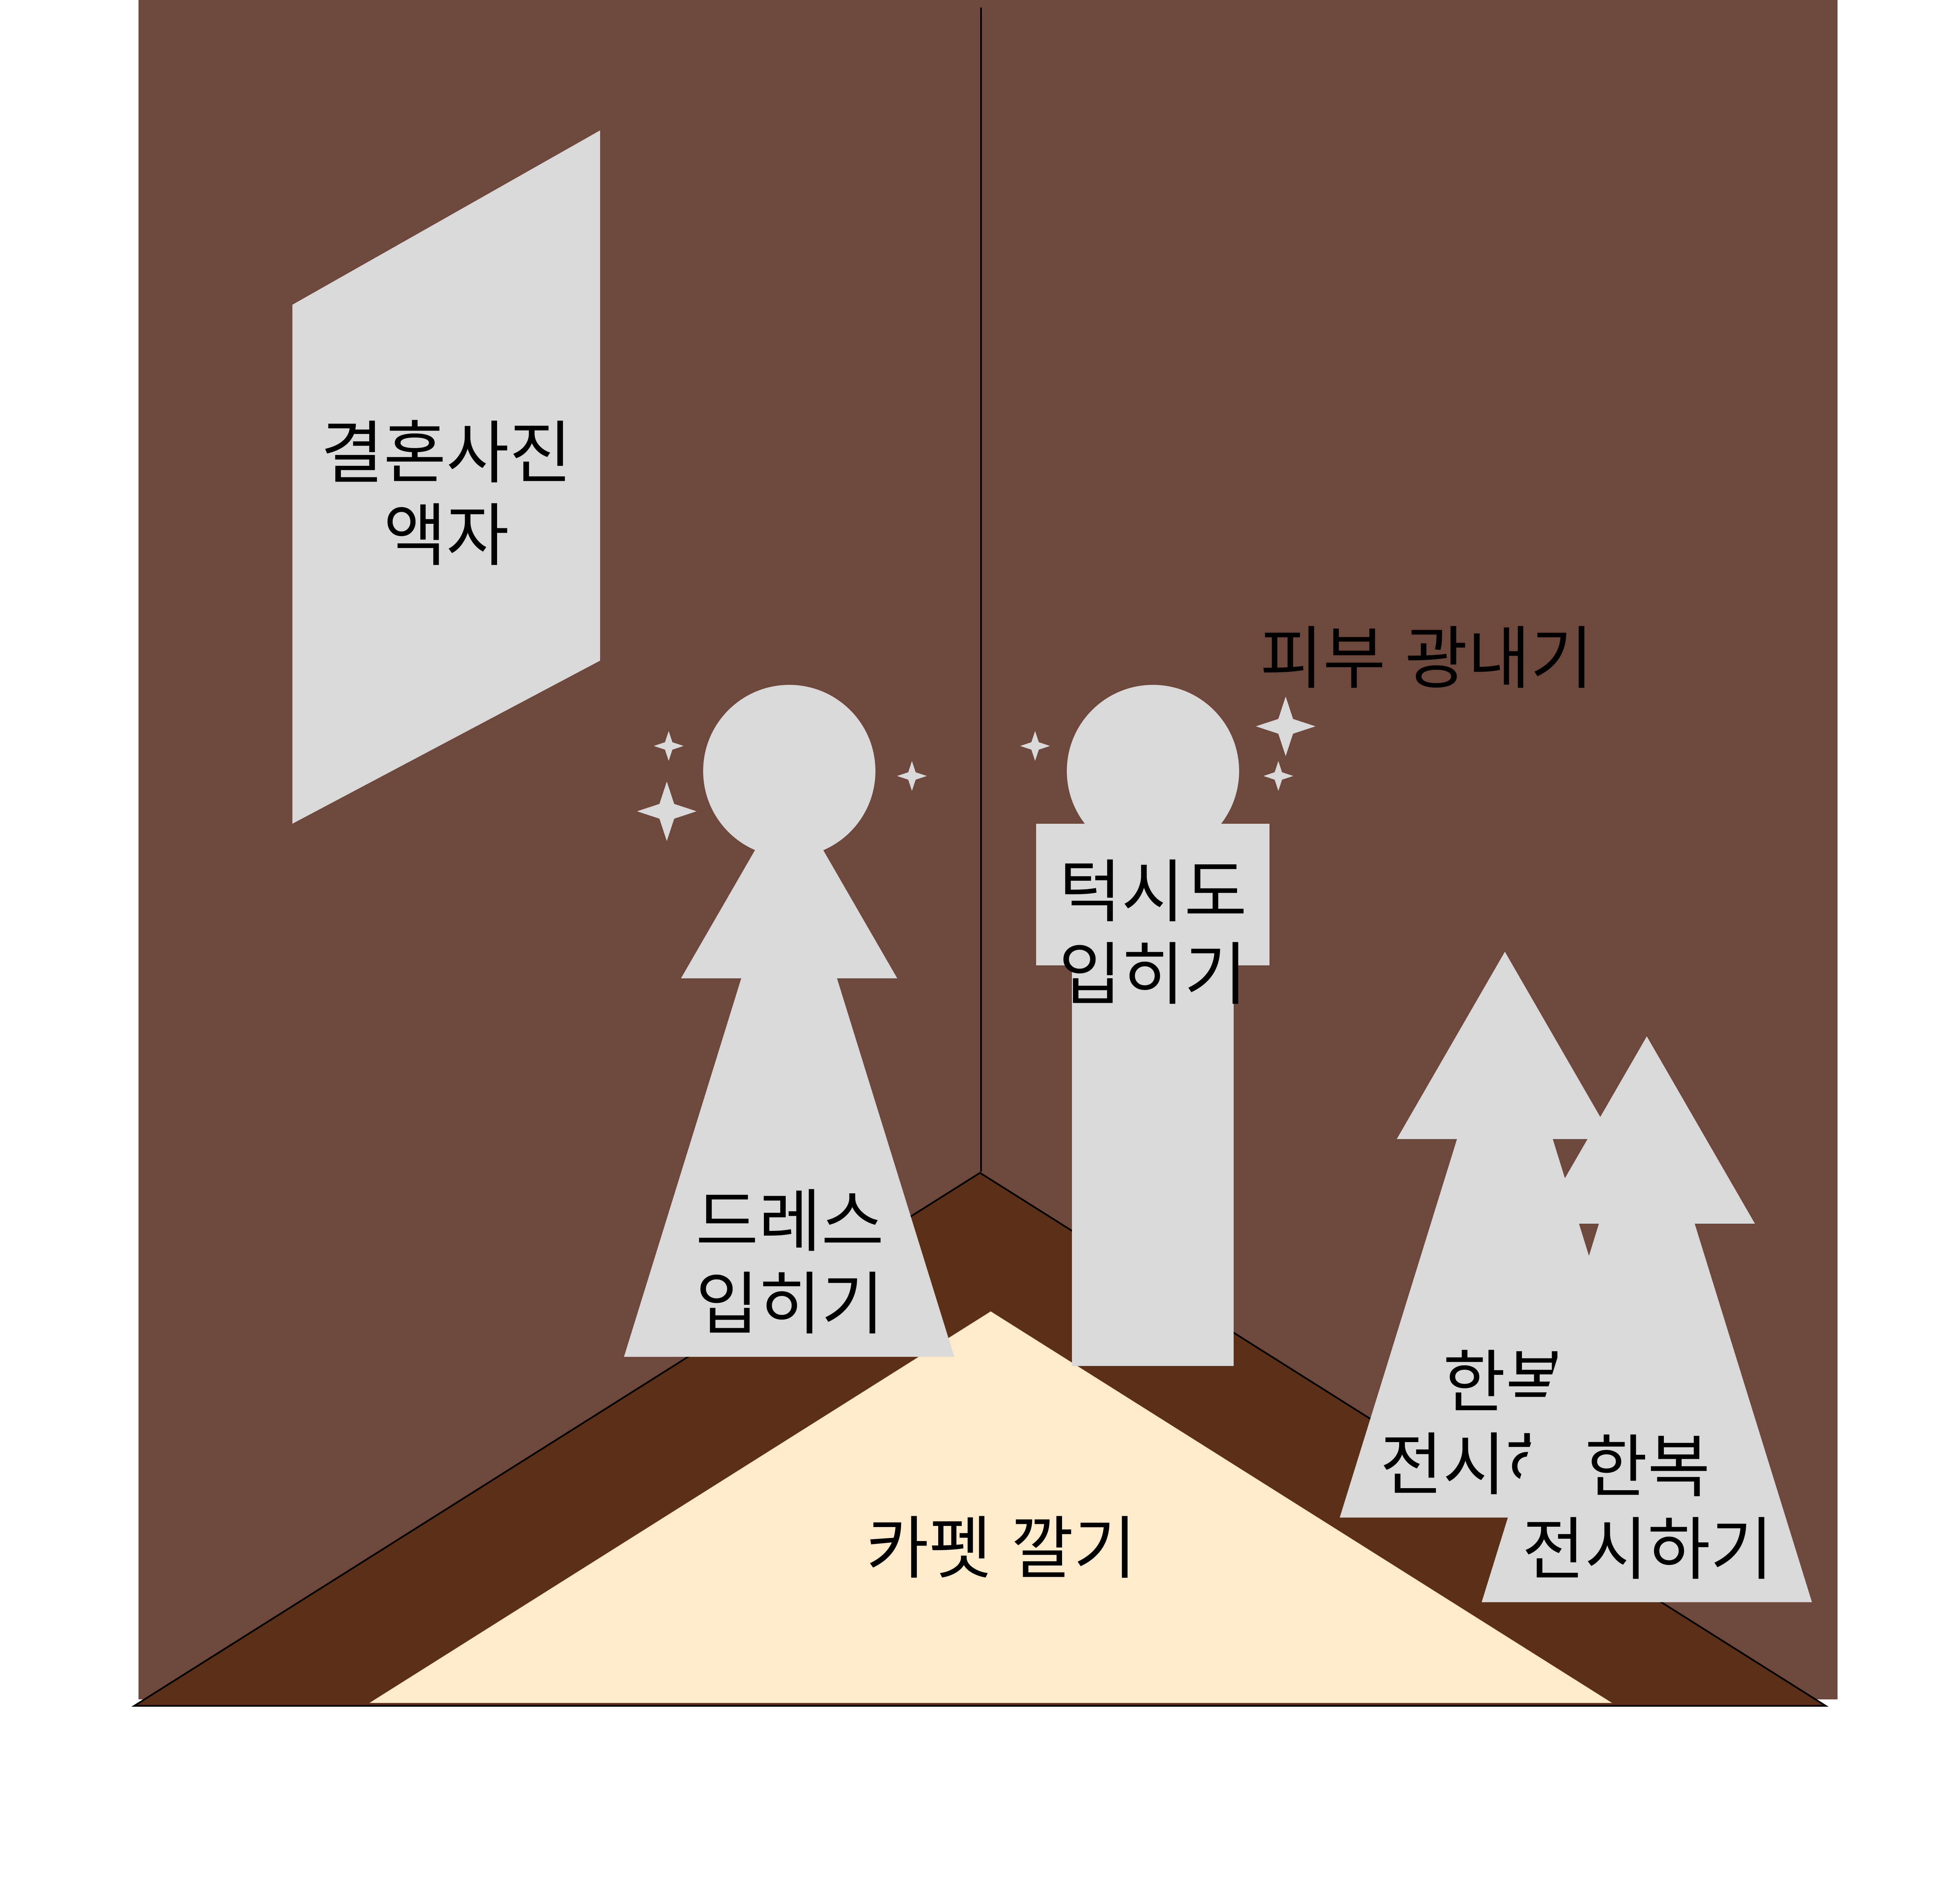 결혼사진
액자
피부 광내기
턱시도
입히기
드레스
입히기
한복
전시하
한복
전시하기
카펫 깔기